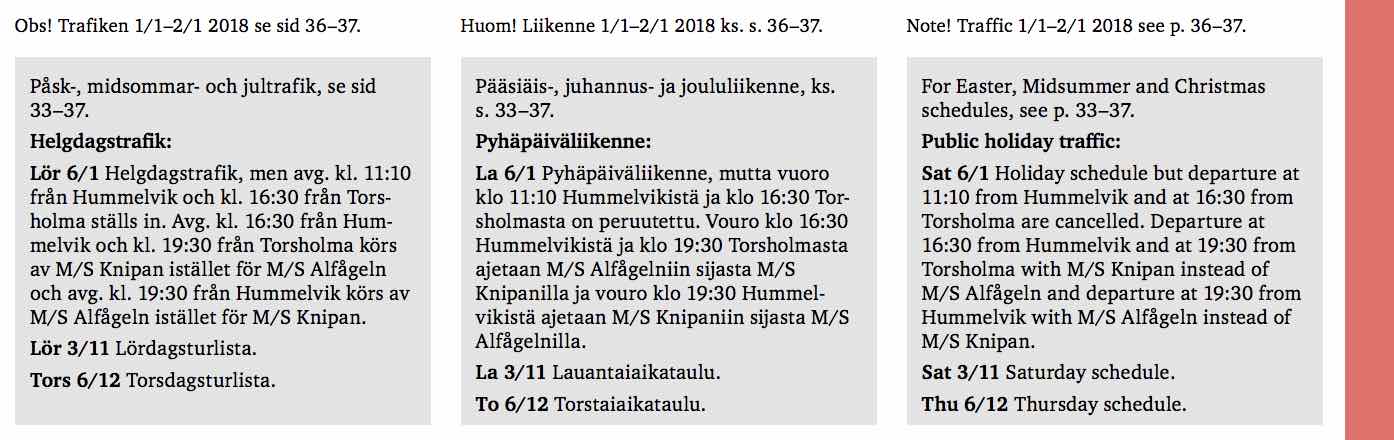 Obs! Trafiken 1/1–2/1 2018 se sid 36–37.
Påsk-, midsommar- och jultrafik, se sid
33–37.
Helgdagstrafik:
Lör 6/1 Helgdagstrafik, men avg. kl. 11:10
från Hummelvik och kl. 16:30 från Tors-
holma ställs in. Avg. kl. 16:30 från Hum-
melvik och kl. 19:30 från Torsholma körs
av M/S Knipan istället för M/S Alfågeln
och avg. kl. 19:30 från Hummelvik körs av
M/S Alfågeln istället för M/S Knipan.
Lör 3/11 Lördagsturlista.
Tors 6/12 Torsdagsturlista.
Huom! Liikenne 1/1–2/1 2018 ks. s. 36–37.
Pääsiäis-, juhannus- ja joululiikenne, ks.
s. 33–37.
Pyhäpäiväliikenne:
La 6/1 Pyhäpäiväliikenne, mutta vuoro
klo 11:10 Hummelvikistä ja klo 16:30 Tor-
sholmasta on peruutettu. Vouro klo 16:30
Hummelvikistä ja klo 19:30 Torsholmasta
ajetaan M/S Alfågelniin sijasta M/S
Knipanilla ja vouro klo 19:30 Hummel-
vikistä ajetaan M/S Knipaniin sijasta M/S
Alfågelnilla.
La 3/11 Lauantaiaikataulu.
To 6/12 Torstaiaikataulu.
Note! Traffic 1/1–2/1 2018 see p. 36–37.
For Easter, Midsummer and Christmas
schedules, see p. 33–37.
Public holiday traffic:
Sat 6/1 Holiday schedule but departure at
11:10 from Hummelvik and at 16:30 from
Torsholma are cancelled. Departure at
16:30 from Hummelvik and at 19:30 from
Torsholma with M/S Knipan instead of
M/S Alfågeln and departure at 19:30 from
Hummelvik with M/S Alfågeln instead of
M/S Knipan.
Sat 3/11 Saturday schedule.
Thu 6/12 Thursday schedule.